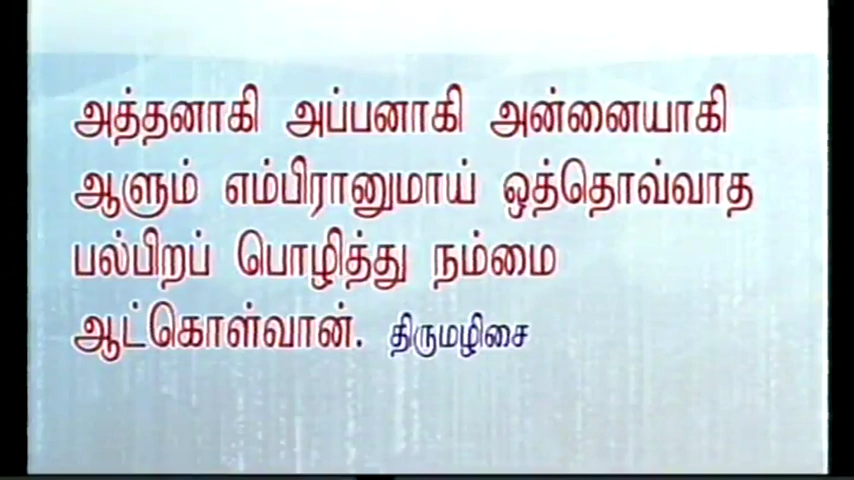 அத்தனாகி அப்பனாகி அன்னையாகி
ஆளும் எம்பிரானுமாய் ஒத்தொவ்வாத
பல்பிறப் பொழித்து நம்மை
ஆட்கொள்வான். திருமழிசை